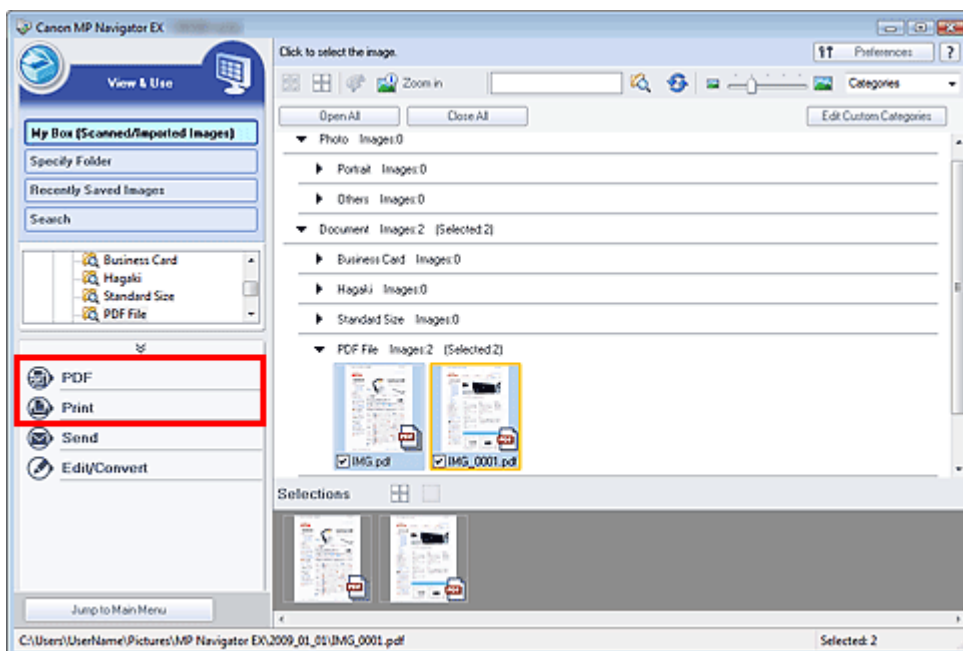 Canon MP Navigator EX
View & Use
My Box (Scanned/Imported Images)
Specify Folder
Recently Saved Images
Search
Business Card
Hagaki
Standard Size
PDF File
PDF
Print
Send
Edit/Convert
Jump to Main Menu
Click to select the image.
Preferences
?
Zoom in
Categories
Open All
Close All
Edit Custom Categories
Photo Images:0
Portrait Images:0
Others Images:0
Document Images:2 (Selected:2)
Business Card Images:0
Hagaki Images:0
Standard Size Images:0
PDF File Images:2 (Selected:2)
PDF
PDF
IMG.pdf
IMG_0001.pdf
Selections
PDF
PDF
C:\Users\UserName\Pictures\MP Navigator EX\2009_01_01\IMG_0001.pdf
Selected: 2